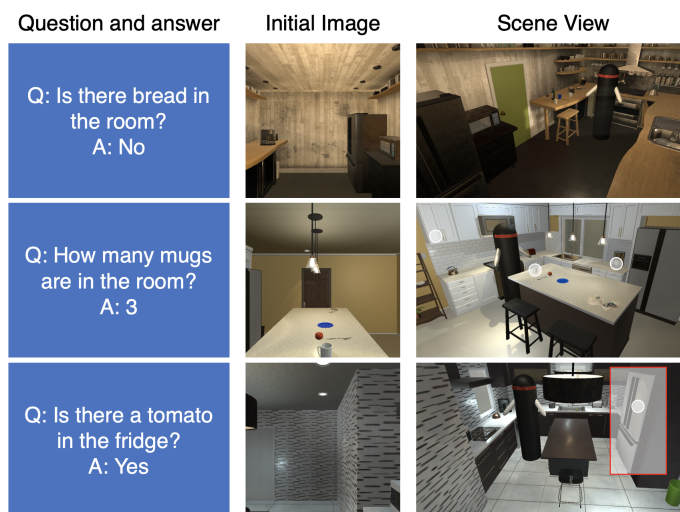 Question and answer
Initial Image
Scene View
Q: Is there bread in
the room?
A: No
Q: How many mugs
are in the room?
A: 3
Q: Is there a tomato
in the fridge?
A: Yes